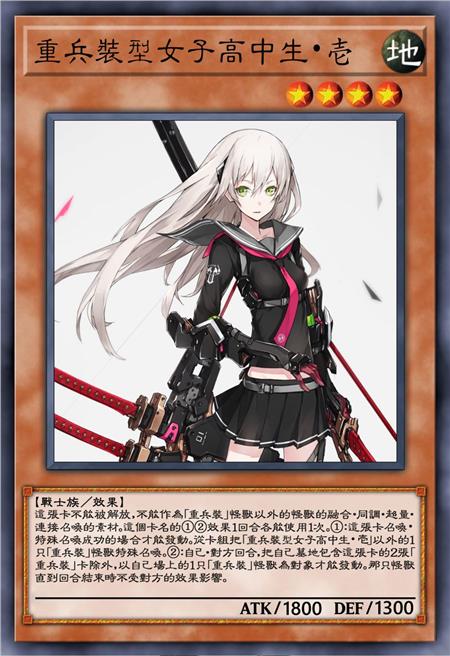 重兵裝型女子高中生•壱
地
【戰士族／效果】
這張卡不能被解放，不能作為「重兵裝」怪獸以外的怪獸的融合•同調•超量•
連接召喚的素材。這個卡名的①②效果1回合各能使用1次。①：這張卡召喚•
特殊召喚成功的場合才能發動。從卡組把「重兵裝型女子高中生•壱」以外的1
只「重兵裝」怪獸特殊召喚。②：自己•對方回合，把自己墓地包含這張卡的2張「
重兵裝」卡除外，以自己場上的1只「重兵裝」怪獸為對象才能發動。那只怪獸
直到回合結束時不受對方的效果影響。
ATK/1800 DEF/1300